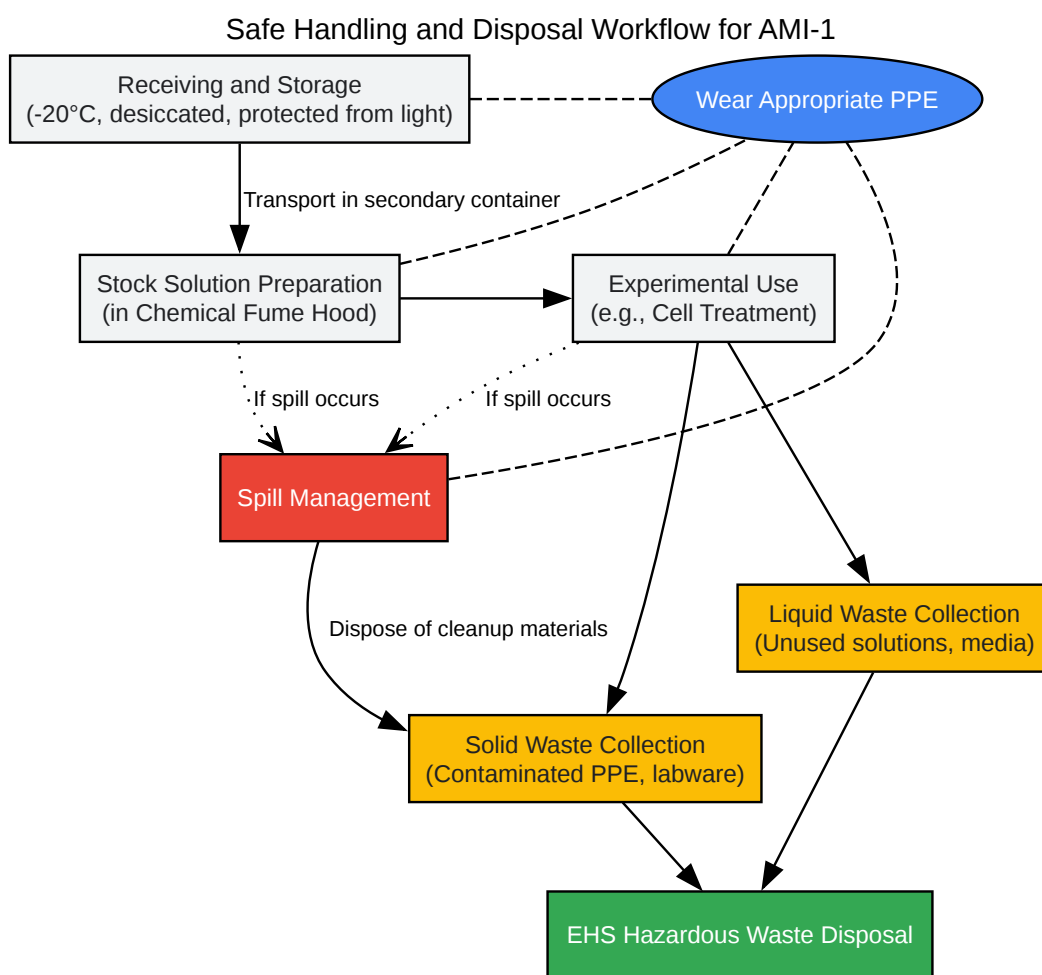 Safe Handling and Disposal Workflow for AMI-1
Receiving and Storage
(-20°C, desiccated, protected from light)
Wear Appropriate PPE
Transport in secondary container
Stock Solution Preparation
(in Chemical Fume Hood)
Experimental Use
(e.g., Cell Treatment)
If spill occurs
If spill occurs
Spill Management
Liquid Waste Collection
(Unused solutions, media)
Dispose of cleanup materials
Solid Waste Collection
(Contaminated PPE, labware)
EHS Hazardous Waste Disposal